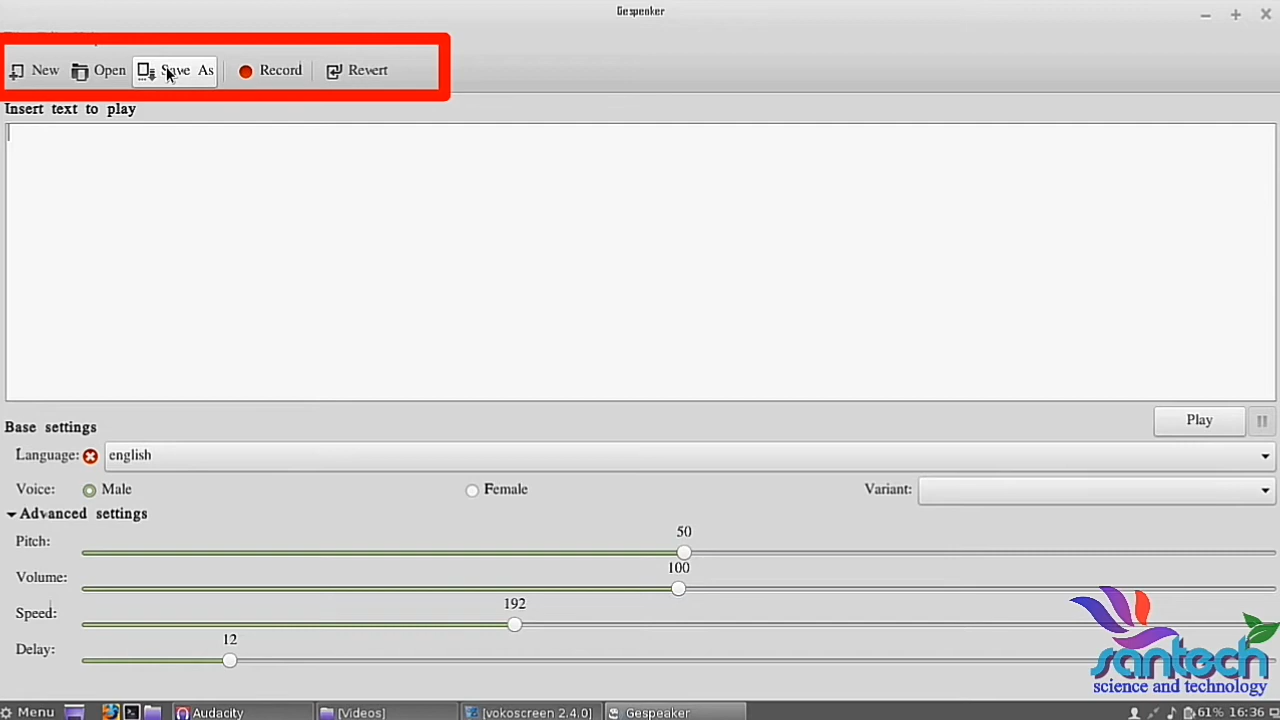 Gespeaker
New Open Save As Record Revert
Insert text to play
Play
Base settings
Language: english
Voice: Male Female Variant:
Advanced settings
Pitch: 50
Volume: 100
Speed: 192
Delay: 12
santech
science and technology
Menu Audacity [Videos] [vokoscreen 2.4.0] Gespeaker 61% 16:36